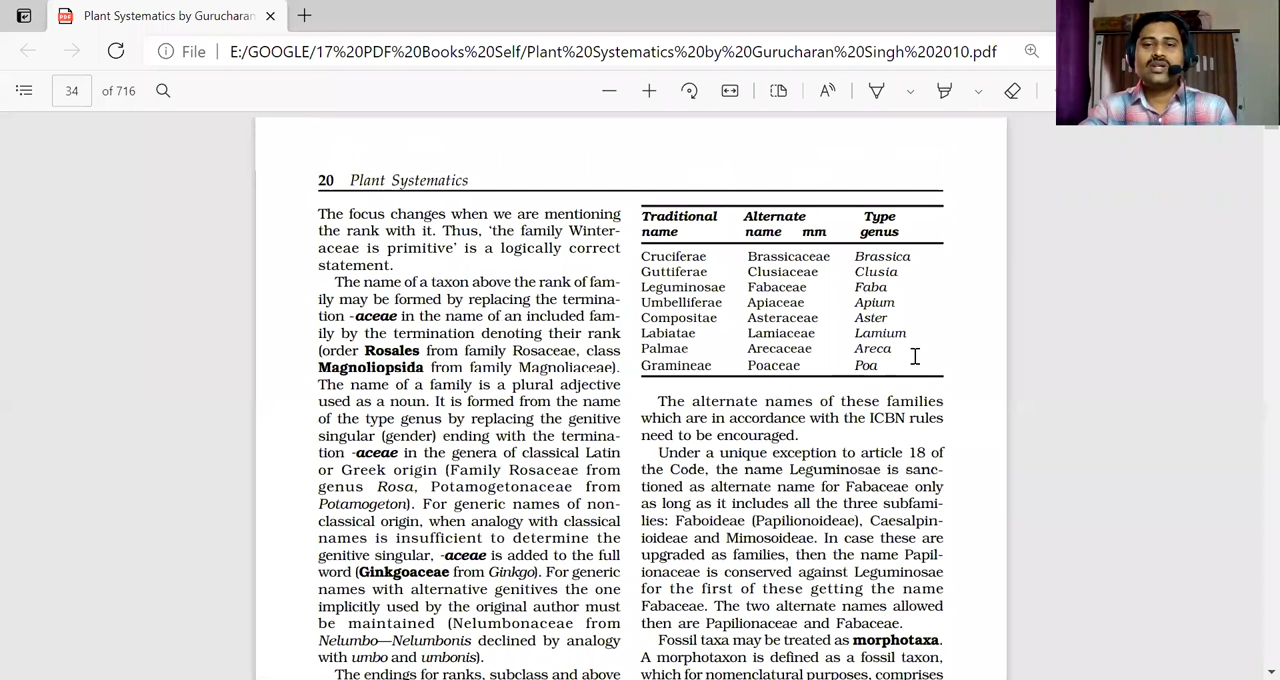 Plant Systematics by Gurucharan
File
E:/GOOGLE/17%20PDF%20Books%20Self/Plant%20Systematics%20by%20Gurucharan%20Singh%202010.pdf
34
of 716
20 Plant Systematics
The focus changes when we are mentioning
the rank with it. Thus, 'the family Winter-
aceae is primitive' is a logically correct
statement.
The name of a taxon above the rank of fam-
ily may be formed by replacing the termina-
tion -aceae in the name of an included fam-
ily by the termination denoting their rank
(order Rosales from family Rosaceae, class
Magnoliopsida from family Magnoliaceae).
The name of a family is a plural adjective
used as a noun. It is formed from the name
of the type genus by replacing the genitive
singular (gender) ending with the termina-
tion -aceae in the genera of classical Latin
or Greek origin (Family Rosaceae from
genus Rosa, Potamogetonaceae from
Potamogeton). For generic names of non-
classical origin, when analogy with classical
names is insufficient to determine the
genitive singular, -aceae is added to the full
word (Ginkgoaceae from Ginkgo). For generic
names with alternative genitives the one
implicitly used by the original author must
be maintained (Nelumbonaceae from
Nelumbo—Nelumbonis declined by analogy
with umbo and umbonis).
The endings for ranks, subclass and above
Traditional Alternate Type
name name mm genus
Cruciferae Brassicaceae Brassica
Guttiferae Clusiaceae Clusia
Leguminosae Fabaceae Faba
Umbelliferae Apiaceae Apium
Compositae Asteraceae Aster
Labiatae Lamiaceae Lamium
Palmae Arecaceae Areca
Gramineae Poaceae Poa
The alternate names of these families
which are in accordance with the ICBN rules
need to be encouraged.
Under a unique exception to article 18 of
the Code, the name Leguminosae is sanc-
tioned as alternate name for Fabaceae only
as long as it includes all the three subfami-
lies: Faboideae (Papilionoideae), Caesalpin-
ioideae and Mimosoideae. In case these are
upgraded as families, then the name Papil-
ionaceae is conserved against Leguminosae
for the first of these getting the name
Fabaceae. The two alternate names allowed
then are Papilionaceae and Fabaceae.
Fossil taxa may be treated as morphotaxa.
A morphotaxon is defined as a fossil taxon,
which for nomenclatural purposes, comprises